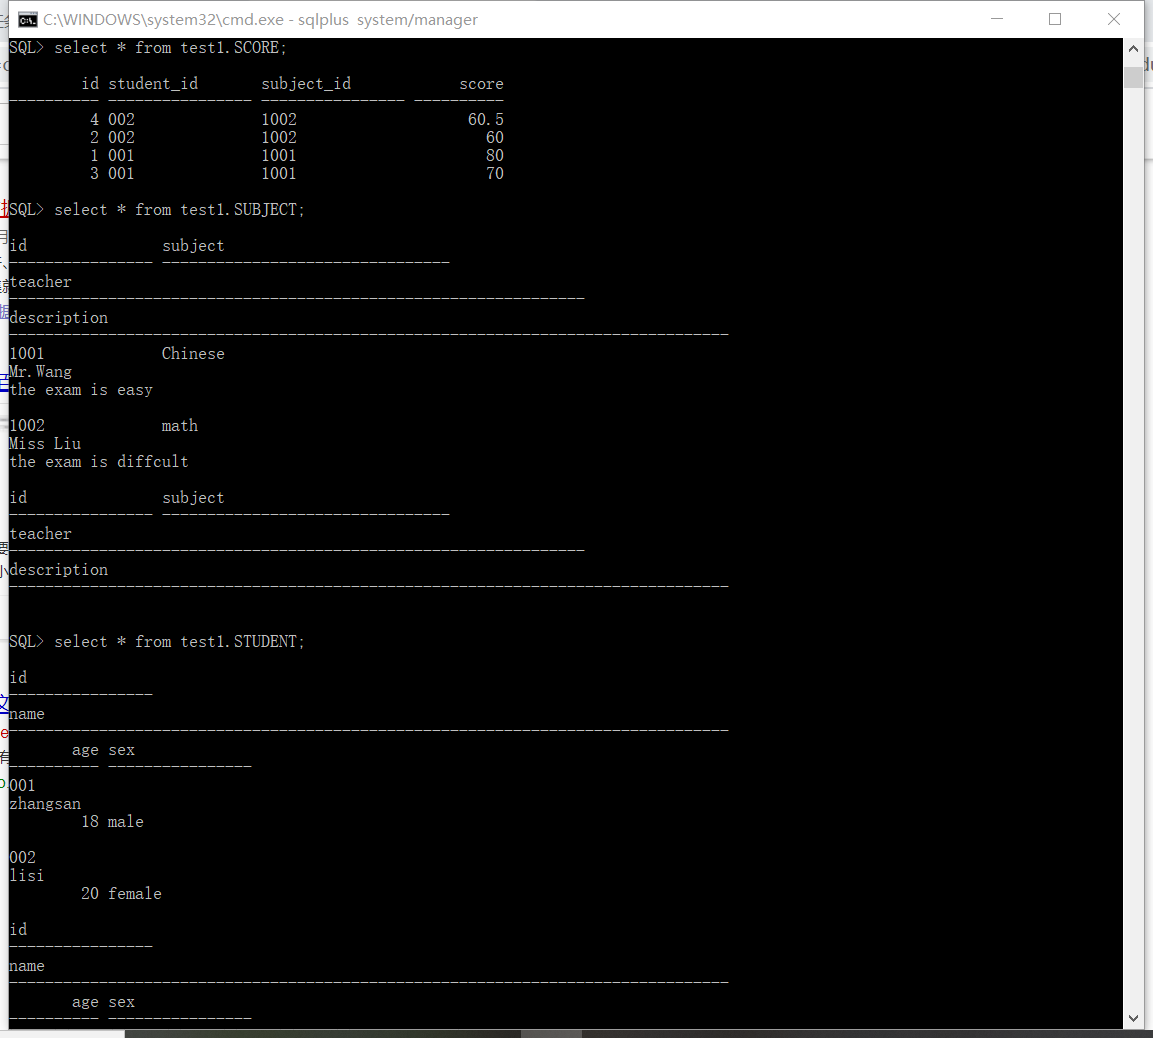 C:\WINDOWS\system32\cmd.exe - sqlplus  system/manager
SQL> select * from test1.SCORE;
        id student_id       subject_id            score
---------- ---------------- ---------------- ----------
         4 002              1002                   60.5
         2 002              1002                     60
         1 001              1001                     80
         3 001              1001                     70
SQL> select * from test1.SUBJECT;
id               subject
---------------- --------------------------------
teacher
----------------------------------------------------------------
description
--------------------------------------------------------------------------------
1001             Chinese
Mr.Wang
the exam is easy
1002             math
Miss Liu
the exam is diffcult
id               subject
---------------- --------------------------------
teacher
----------------------------------------------------------------
description
--------------------------------------------------------------------------------
SQL> select * from test1.STUDENT;
id
----------------
name
--------------------------------------------------------------------------------
       age sex
---------- ----------------
001
zhangsan
        18 male
002
lisi
        20 female
id
----------------
name
--------------------------------------------------------------------------------
       age sex
---------- ----------------